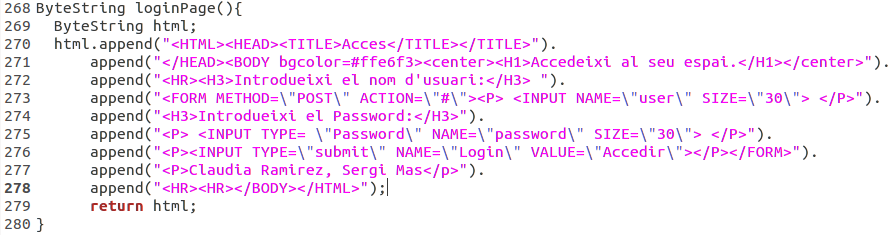 268 ByteString loginPage(){
269   ByteString html;
270   html.append("<HTML><HEAD><TITLE>Acces</TITLE></TITLE>").
271       append("</HEAD><BODY bgcolor=#ffe6f3><center><H1>Accedeixi al seu espai.</H1></center>").
272       append("<HR><H3>Introdueixi el nom d'usuari:</H3> ").
273       append("<FORM METHOD=\"POST\" ACTION=\"#\"><P> <INPUT NAME=\"user\" SIZE=\"30\"> </P>").
274       append("<H3>Introdueixi el Password:</H3>").
275       append("<P> <INPUT TYPE= \"Password\" NAME=\"password\" SIZE=\"30\"> </P>").
276       append("<P><INPUT TYPE=\"submit\" NAME=\"Login\" VALUE=\"Accedir\"></P></FORM>").
277       append("<P>Claudia Ramirez, Sergi Mas</p>").
278       append("<HR><HR></BODY></HTML>");
279       return html;
280 }